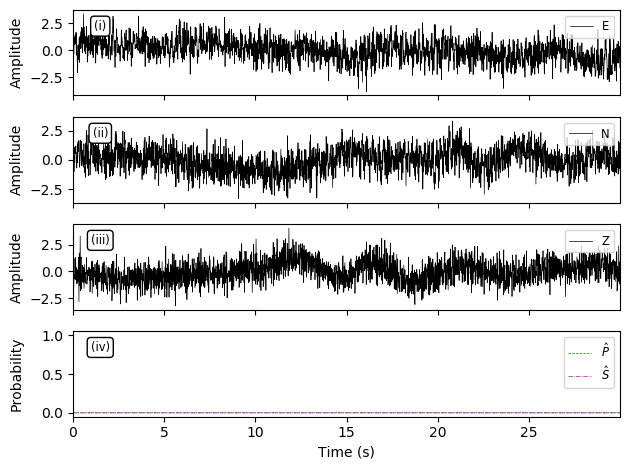 (i)
E
2.5
0.0
−2.5
Amplitude
(ii)
N
2.5
0.0
−2.5
Amplitude
(iii)
Z
2.5
0.0
−2.5
Amplitude
(iv)
P̂
Ŝ
1.0
0.5
0.0
Probability
0 5 10 15 20 25
Time (s)